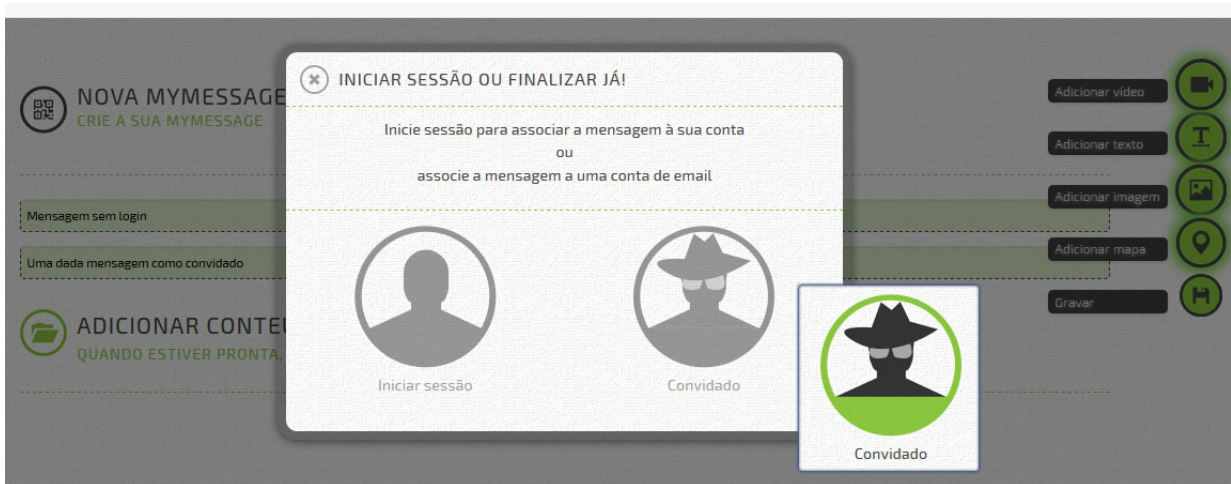 NOVA MYMESSAGE
CRIE A SUA MYMESSAGE
Mensagem sem login
Uma dada mensagem como convidado
ADICIONAR CONTEÚ
QUANDO ESTIVER PRONTA,
INICIAR SESSÃO OU FINALIZAR JÁ!
Inicie sessão para associar a mensagem à sua conta
ou
associe a mensagem a uma conta de email
Iniciar sessão
Convidado
Convidado
Adicionar vídeo
Adicionar texto
Adicionar imagem
Adicionar mapa
Gravar